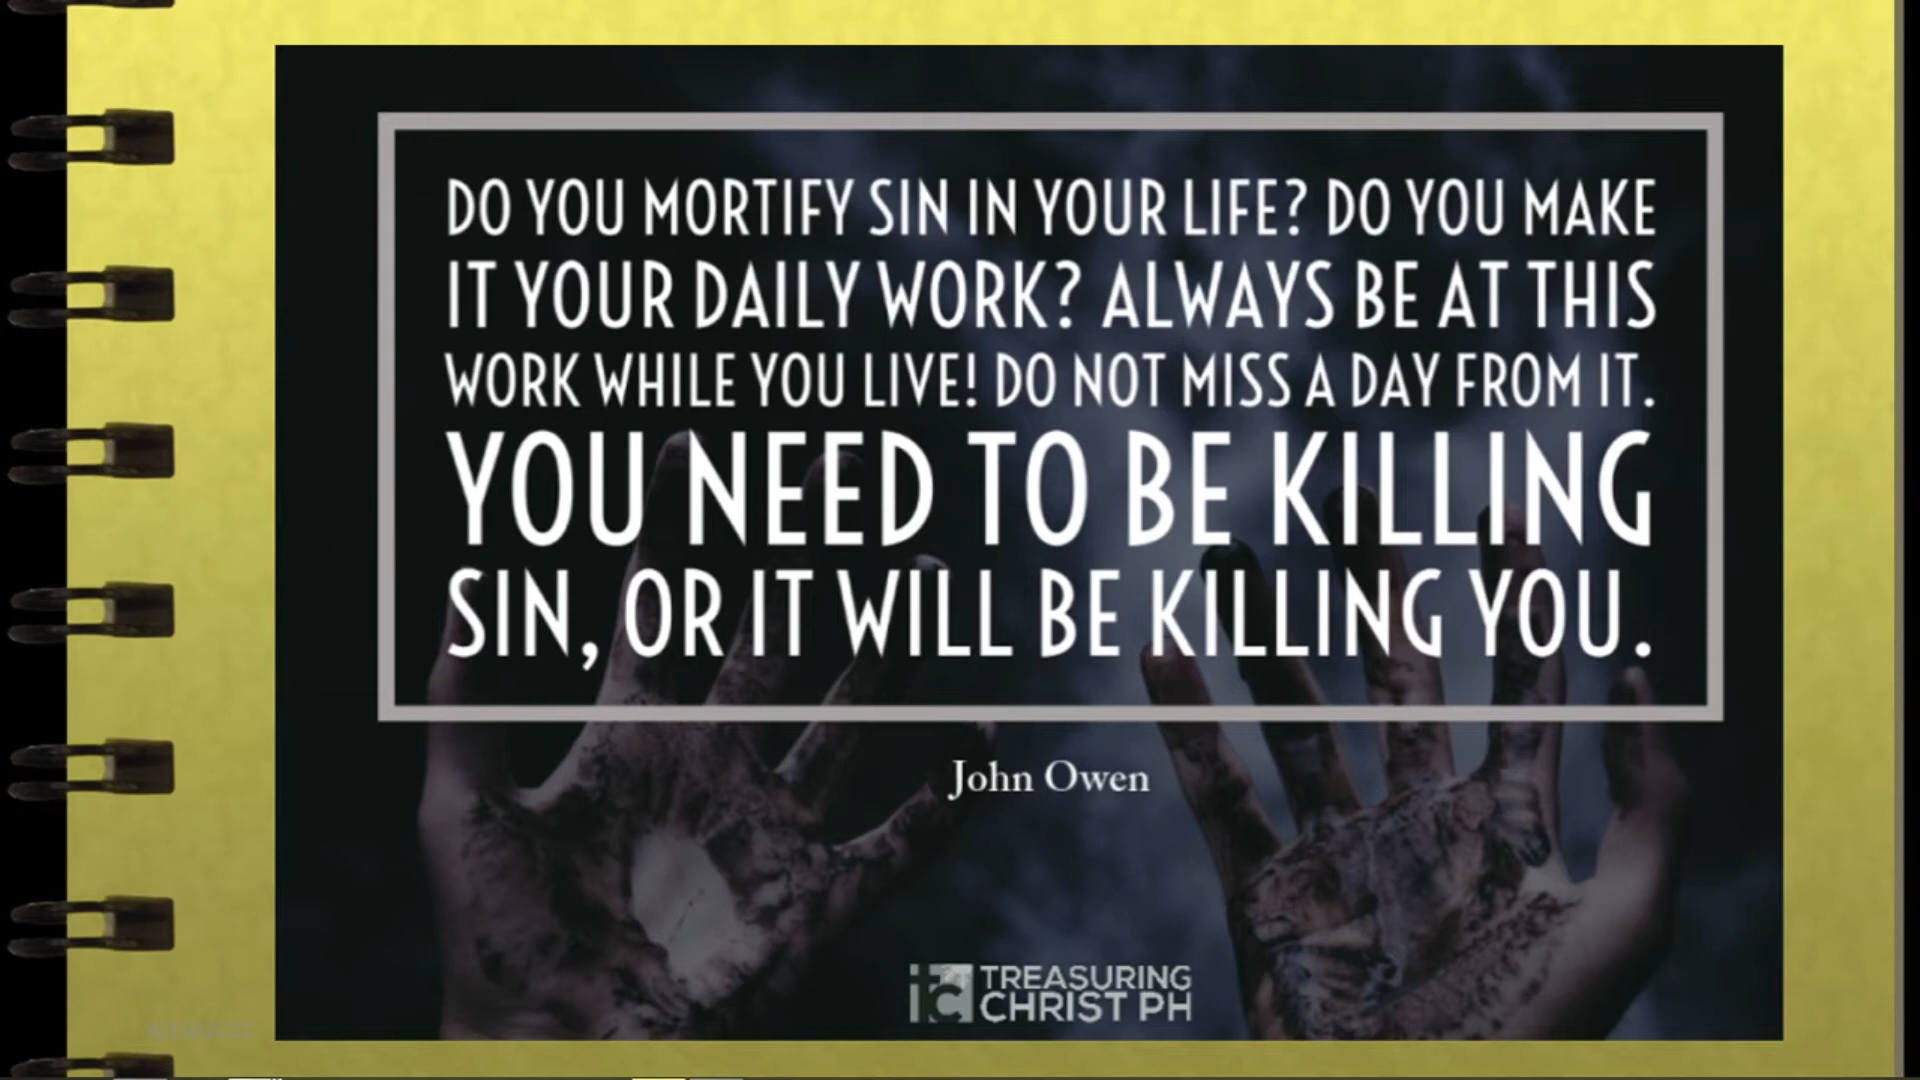 DO YOU MORTIFY SIN IN YOUR LIFE? DO YOU MAKE
IT YOUR DAILY WORK? ALWAYS BE AT THIS
WORK WHILE YOU LIVE! DO NOT MISS A DAY FROM IT.
YOU NEED TO BE KILLING
SIN, OR IT WILL BE KILLING YOU.
John Owen
TREASURING
CHRIST PH